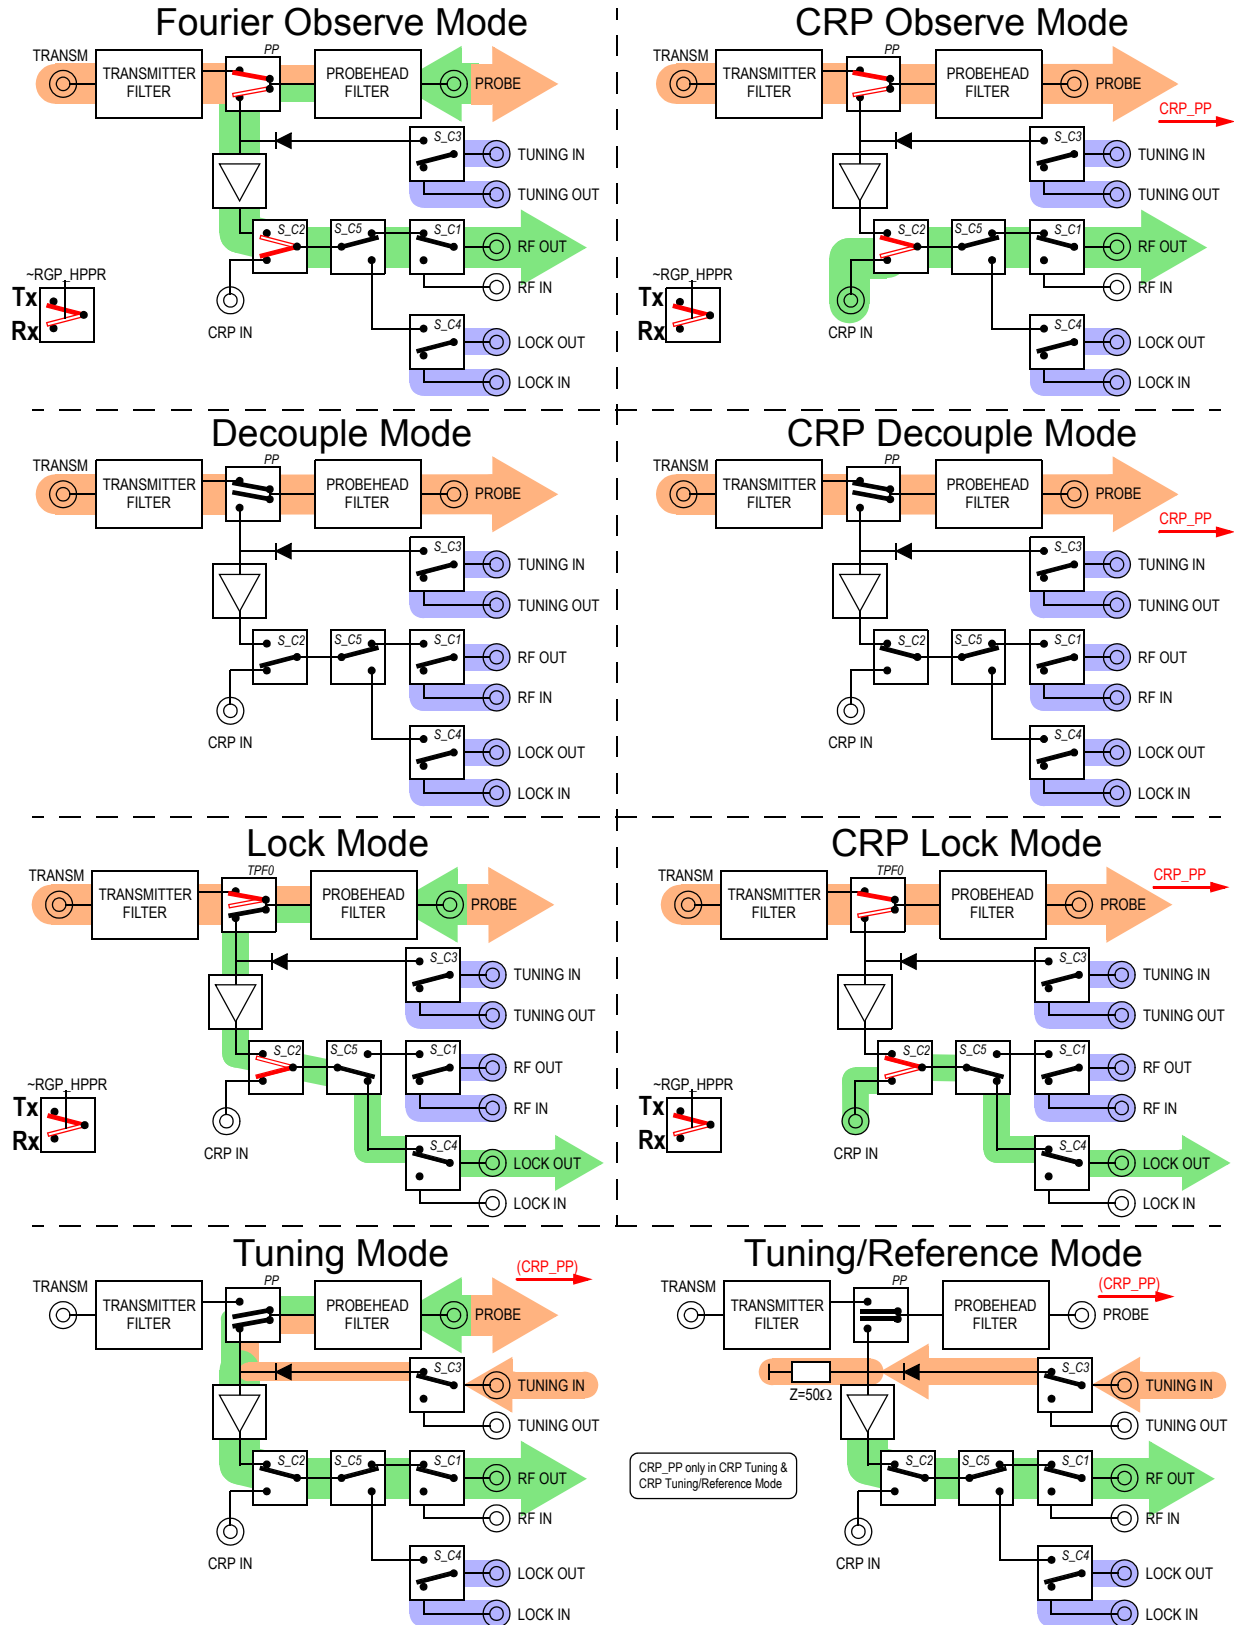 Fourier Observe Mode
TRANSM
PP
TRANSMITTER
FILTER
PROBEHEAD
FILTER
PROBE
S_C3
TUNING IN
TUNING OUT
S_C2
S_C5
S_C1
RF OUT
RF IN
~RGP_HPPR
Tx
Rx
CRP IN
S_C4
LOCK OUT
LOCK IN
CRP Observe Mode
TRANSM
PP
TRANSMITTER
FILTER
PROBEHEAD
FILTER
PROBE
CRP_PP
S_C3
TUNING IN
TUNING OUT
S_C2
S_C5
S_C1
RF OUT
RF IN
~RGP_HPPR
Tx
Rx
CRP IN
S_C4
LOCK OUT
LOCK IN
Decouple Mode
TRANSM
PP
TRANSMITTER
FILTER
PROBEHEAD
FILTER
PROBE
S_C3
TUNING IN
TUNING OUT
S_C2
S_C5
S_C1
RF OUT
RF IN
CRP IN
S_C4
LOCK OUT
LOCK IN
CRP Decouple Mode
TRANSM
PP
TRANSMITTER
FILTER
PROBEHEAD
FILTER
PROBE
CRP_PP
S_C3
TUNING IN
TUNING OUT
S_C2
S_C5
S_C1
RF OUT
RF IN
CRP IN
S_C4
LOCK OUT
LOCK IN
Lock Mode
TRANSM
TPF0
TRANSMITTER
FILTER
PROBEHEAD
FILTER
PROBE
S_C3
TUNING IN
TUNING OUT
S_C2
S_C5
S_C1
RF OUT
RF IN
~RGP_HPPR
Tx
Rx
CRP IN
S_C4
LOCK OUT
LOCK IN
CRP Lock Mode
TRANSM
TPF0
CRP_PP
TRANSMITTER
FILTER
PROBEHEAD
FILTER
PROBE
S_C3
TUNING IN
TUNING OUT
S_C2
S_C5
S_C1
RF OUT
RF IN
~RGP_HPPR
Tx
Rx
CRP IN
S_C4
LOCK OUT
LOCK IN
Tuning Mode
(CRP_PP)
TRANSM
PP
TRANSMITTER
FILTER
PROBEHEAD
FILTER
PROBE
S_C3
TUNING IN
TUNING OUT
S_C2
S_C5
S_C1
RF OUT
RF IN
CRP IN
S_C4
LOCK OUT
LOCK IN
Tuning/Reference Mode
(CRP_PP)
TRANSM
PP
TRANSMITTER
FILTER
PROBEHEAD
FILTER
PROBE
S_C3
TUNING IN
Z=50Ω
TUNING OUT
CRP_PP only in CRP Tuning &
CRP Tuning/Reference Mode
S_C2
S_C5
S_C1
RF OUT
RF IN
CRP IN
S_C4
LOCK OUT
LOCK IN